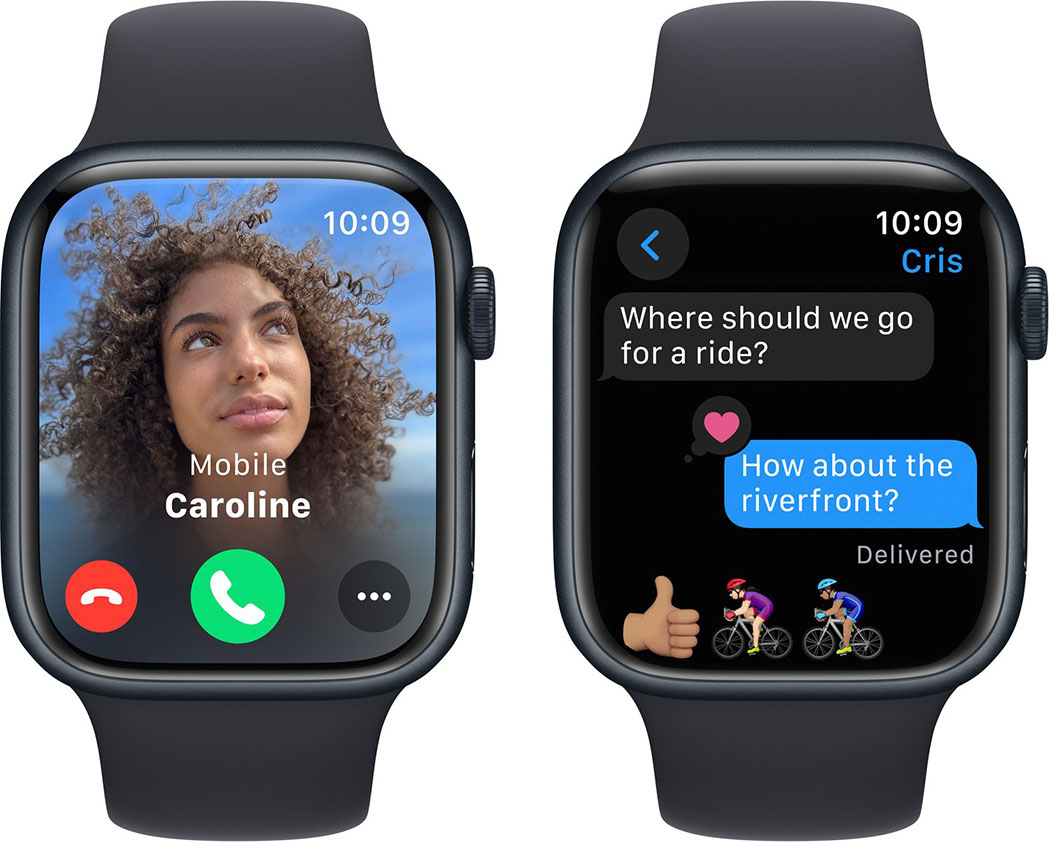 10:09
Mobile
Caroline
10:09
Cris
Where should we go
for a ride?
How about the
riverfront?
Delivered